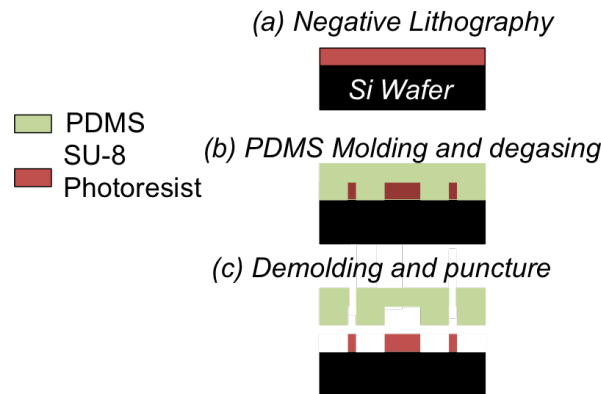 (a) Negative Lithography
Si Wafer
PDMS
SU-8
Photoresist
(b) PDMS Molding and degasing
(c) Demolding and puncture